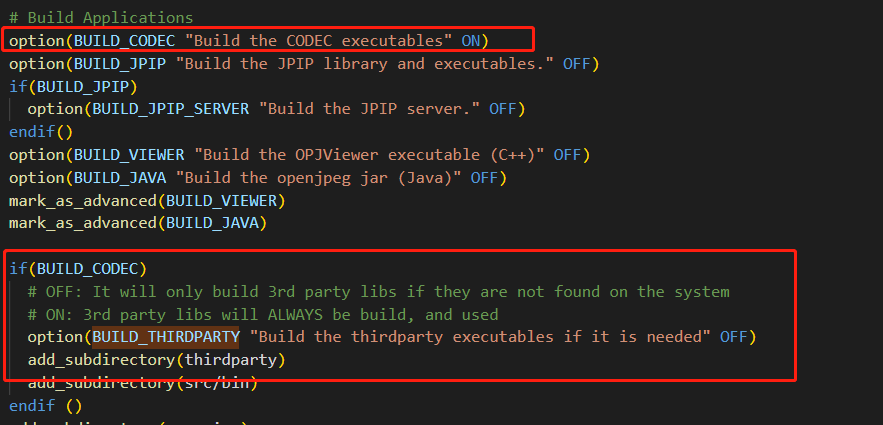 # Build Applications
option(BUILD_CODEC "Build the CODEC executables" ON)
option(BUILD_JPIP "Build the JPIP library and executables." OFF)
if(BUILD_JPIP)
  option(BUILD_JPIP_SERVER "Build the JPIP server." OFF)
endif()
option(BUILD_VIEWER "Build the OPJViewer executable (C++)" OFF)
option(BUILD_JAVA "Build the openjpeg jar (Java)" OFF)
mark_as_advanced(BUILD_VIEWER)
mark_as_advanced(BUILD_JAVA)
if(BUILD_CODEC)
  # OFF: It will only build 3rd party libs if they are not found on the system
  # ON: 3rd party libs will ALWAYS be build, and used
  option(BUILD_THIRDPARTY "Build the thirdparty executables if it is needed" OFF)
  add_subdirectory(thirdparty)
  add_subdirectory(src/bin)
endif ()